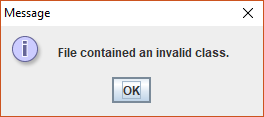 Message
File contained an invalid class.
OK